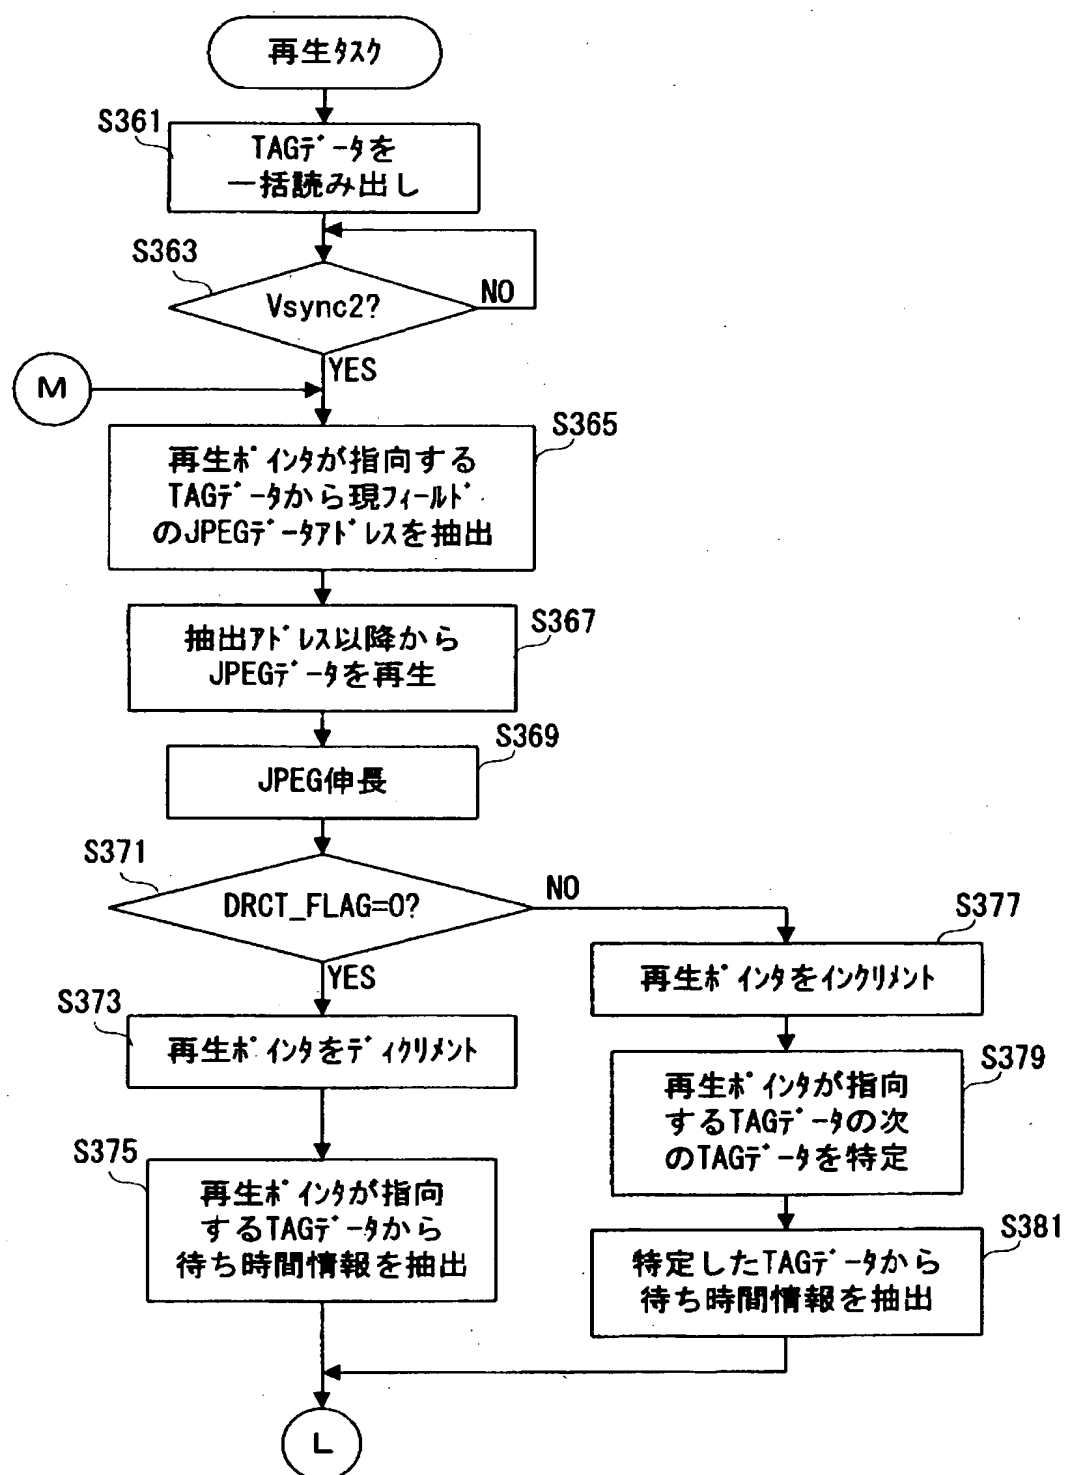 再生ﾀｽｸ
S361
TAGﾃﾞｰﾀを
一括読み出し
S363
Vsync2?
NO
YES
M
S365
再生ﾎﾟｲﾝﾀが指向する
TAGﾃﾞｰﾀから現ﾌｨｰﾙﾄﾞ
のJPEGﾃﾞｰﾀｱﾄﾞﾚｽを抽出
S367
抽出ｱﾄﾞﾚｽ以降から
JPEGﾃﾞｰﾀを再生
S369
JPEG伸長
S371
DRCT_FLAG=0?
NO
YES
S373
再生ﾎﾟｲﾝﾀをﾃﾞｨｸﾘﾒﾝﾄ
S375
再生ﾎﾟｲﾝﾀが指向
するTAGﾃﾞｰﾀから
待ち時間情報を抽出
S377
再生ﾎﾟｲﾝﾀをｲﾝｸﾘﾒﾝﾄ
S379
再生ﾎﾟｲﾝﾀが指向
するTAGﾃﾞｰﾀの次
のTAGﾃﾞｰﾀを特定
S381
特定したTAGﾃﾞｰﾀから
待ち時間情報を抽出
L